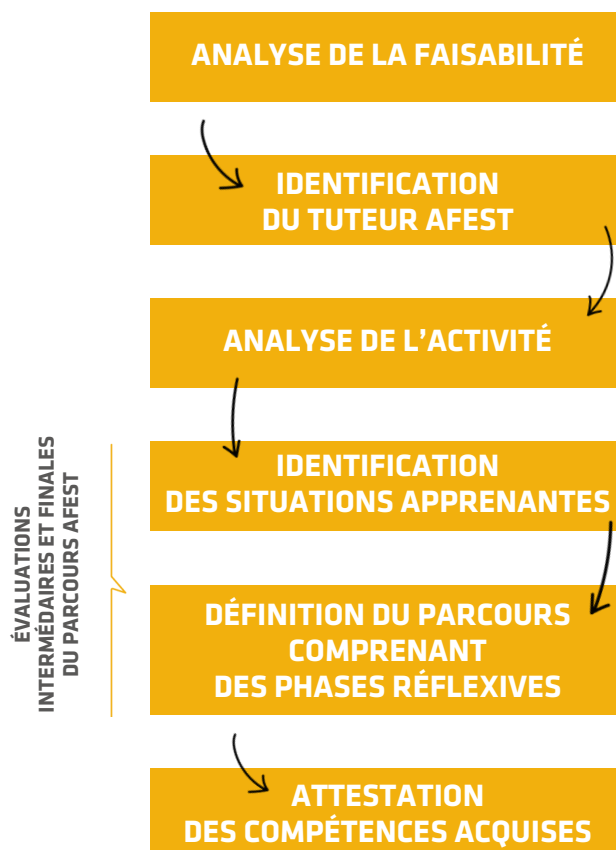 ANALYSE DE LA FAISABILITÉ
IDENTIFICATION
DU TUTEUR AFEST
ANALYSE DE L'ACTIVITÉ
ÉVALUATIONS
INTERMÉDAIRES ET FINALES
DU PARCOURS AFEST
IDENTIFICATION
DES SITUATIONS APPRENANTES
DÉFINITION DU PARCOURS
COMPRENANT
DES PHASES RÉFLEXIVES
ATTESTATION
DES COMPÉTENCES ACQUISES